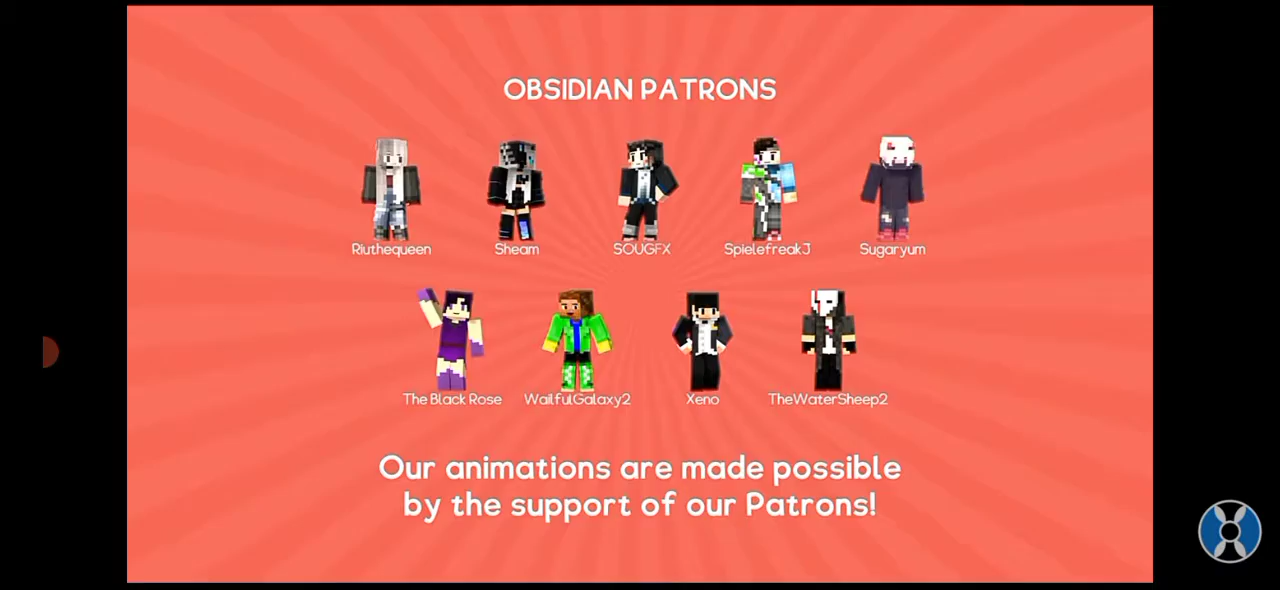 OBSIDIAN PATRONS
Riuthequeen Sheam SOUGFX SpielefreakJ Sugaryum
The Black Rose WailfulGalaxy2 Xeno TheWaterSheep2
Our animations are made possible
by the support of our Patrons!